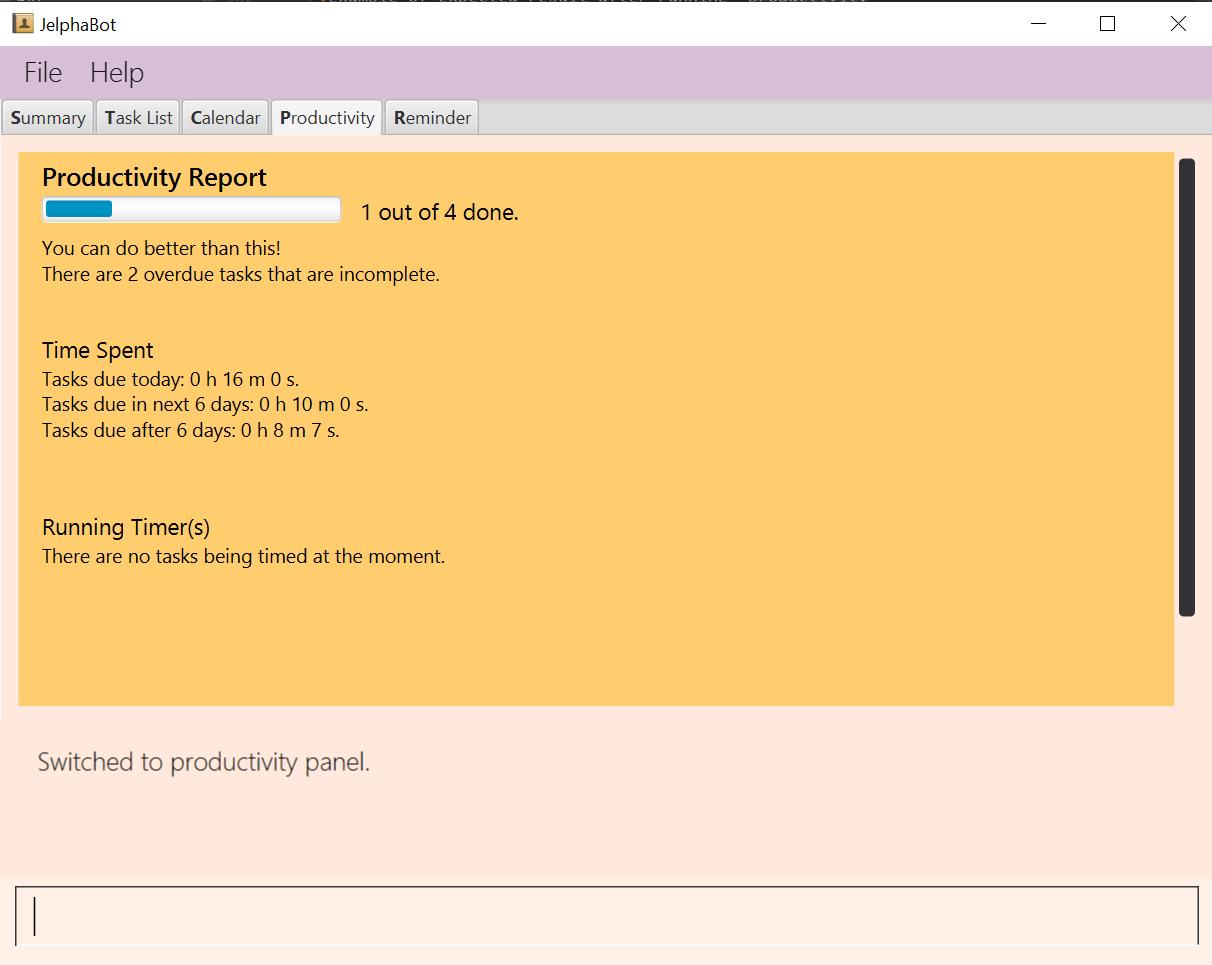 JelphaBot
File Help
Summary Task List Calendar Productivity Reminder
Productivity Report
1 out of 4 done.
You can do better than this!
There are 2 overdue tasks that are incomplete.
Time Spent
Tasks due today: 0 h 16 m 0 s.
Tasks due in next 6 days: 0 h 10 m 0 s.
Tasks due after 6 days: 0 h 8 m 7 s.
Running Timer(s)
There are no tasks being timed at the moment.
Switched to productivity panel.